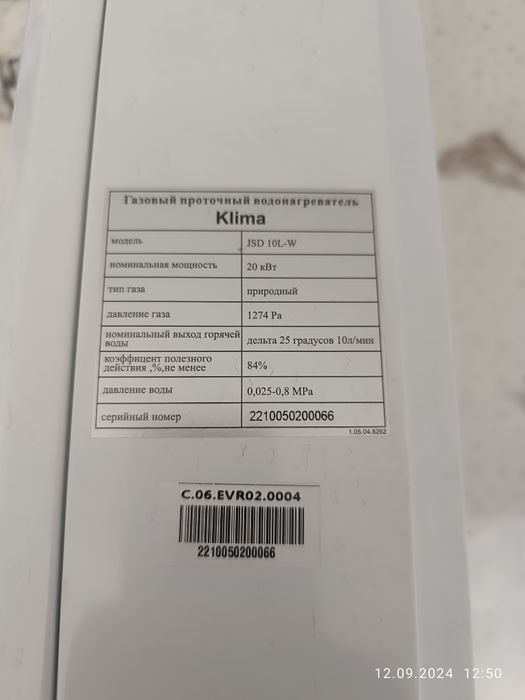 Газовый проточный водонагреватель
Klima
модель JSD 10L-W
номинальная мощность 20 кВт
тип газа природный
давление газа 1274 Pa
номинальный выход горячей
воды дельта 25 градусов 10л/мин
коэффицент полезного
действия ,%,не менее 84%
давление воды 0,025-0,8 MPa
серийный номер 2210050200066
1.05.04.8262
C.06.EVR02.0004
2210050200066
12.09.2024 12:50